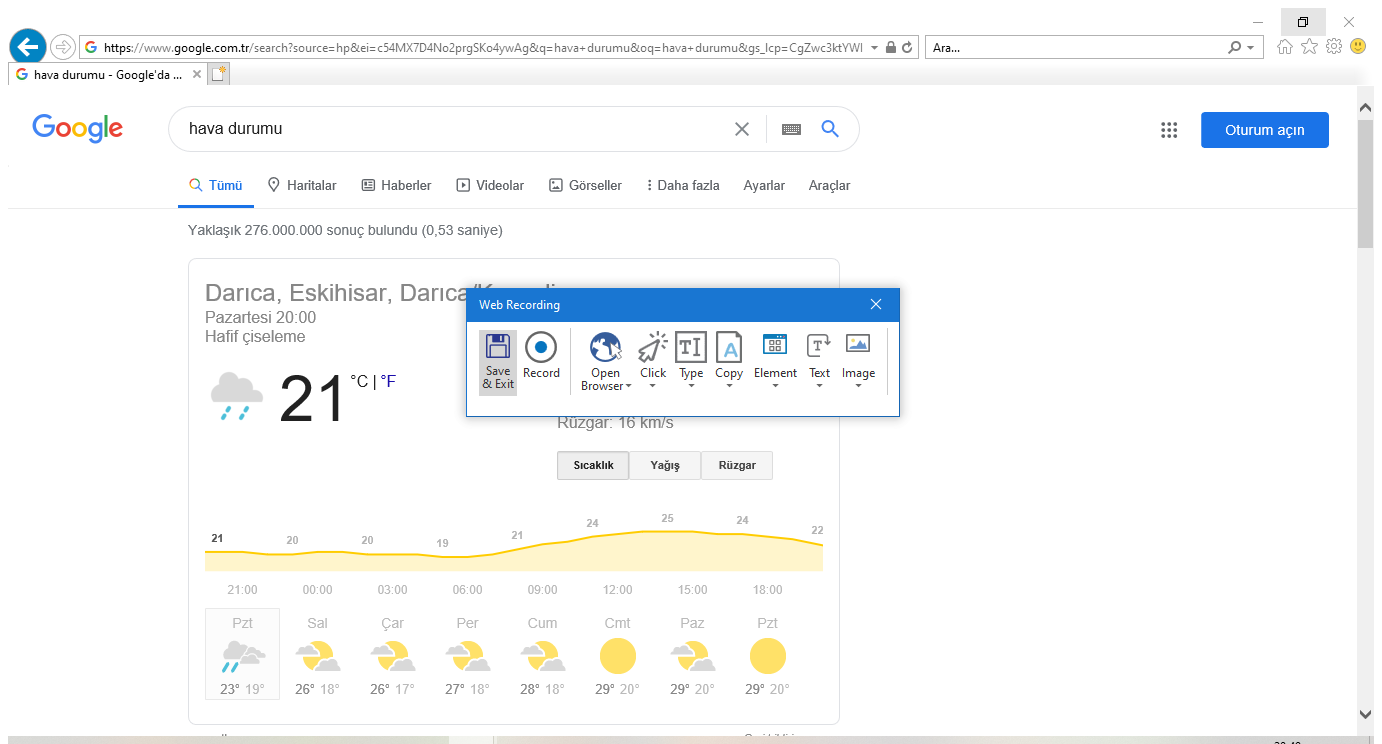 https://www.google.com.tr/search?source=hp&ei=c54MX7D4No2prgSKo4ywAg&q=hava+durumu&oq=hava+durumu&gs_lcp=CgZwc3ktYWI
Ara...
hava durumu - Google'da ...
Google
hava durumu
Oturum açın
Tümü
Haritalar
Haberler
Videolar
Görseller
Daha fazla
Ayarlar
Araçlar
Yaklaşık 276.000.000 sonuç bulundu (0,53 saniye)
Darıca, Eskihisar,
Pazartesi 20:00
Hafif çiseleme
21 °C | °F
Web Recording
Save & Exit
Record
Open Browser
Click
Type
Copy
Element
Text
Image
Rüzgar: 16 km/s
Sıcaklık Yağış Rüzgar
21 20 20 19 21 24 25 24 22
21:00 00:00 03:00 06:00 09:00 12:00 15:00 18:00
Pzt Sal Çar Per Cum Cmt Paz Pzt
23° 19° 26° 18° 26° 17° 27° 18° 28° 18° 29° 20° 29° 20° 29° 20°